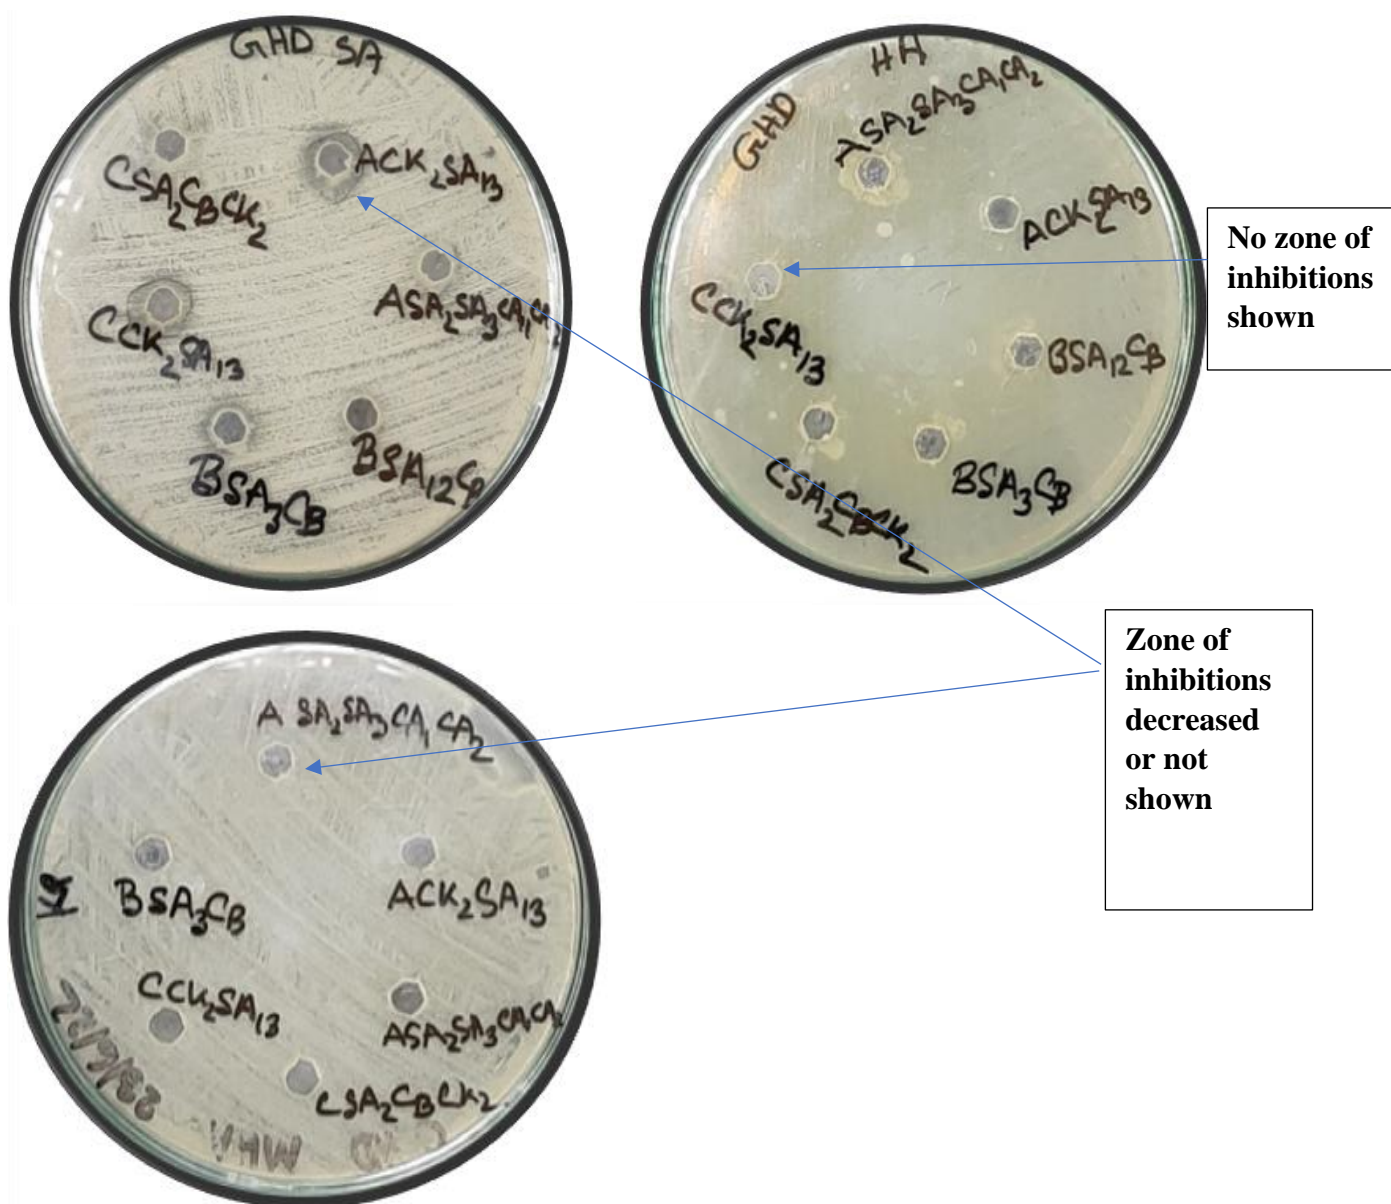 GHD SA
ACK2SA13
CSA2CBCK2
ASA2SA3CA1CA2
CCK2SA13
BSA12CB
BSA3CB
HA
GHD
ASA2SA3CA1CA2
ACK2SA13
CCK2SA13
BSA12CB
BSA3CB
CSA2CBCK2
No zone of
inhibitions
shown
Zone of
inhibitions
decreased
or not
shown
A SA2SA3CA1CA2
BSA3CB
ACK2SA13
CCK2SA13
ASA2SA3CA1CA2
CSA2CBCK2